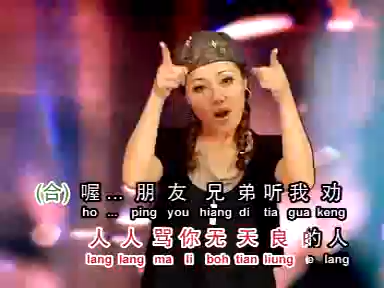 (合) 喔... 朋友 兄弟听我劝
ho ... ping you hiang di tia gua keng
人人骂你无天良的人
lang lang ma li boh tian liung e lang